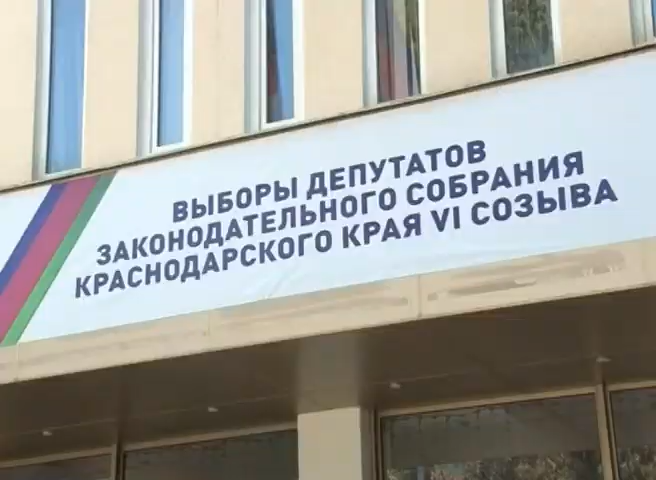 ВЫБОРЫ ДЕПУТАТОВ
ЗАКОНОДАТЕЛЬНОГО СОБРАНИЯ
КРАСНОДАРСКОГО КРАЯ VI СОЗЫВА